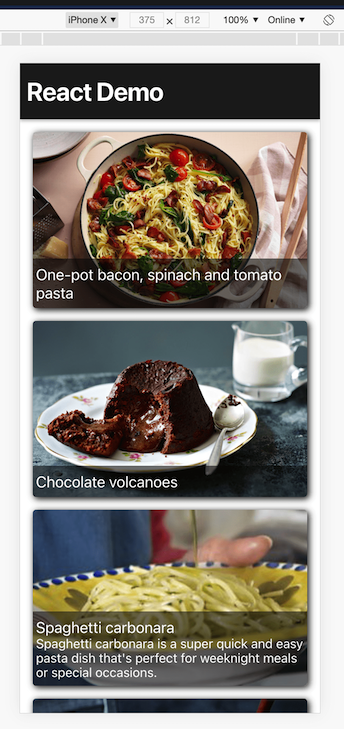 iPhone X ▼ 375 × 812 100% ▼ Online ▼
React Demo
One-pot bacon, spinach and tomato
pasta
Chocolate volcanoes
Spaghetti carbonara
Spaghetti carbonara is a super quick and easy
pasta dish that's perfect for weeknight meals
or special occasions.